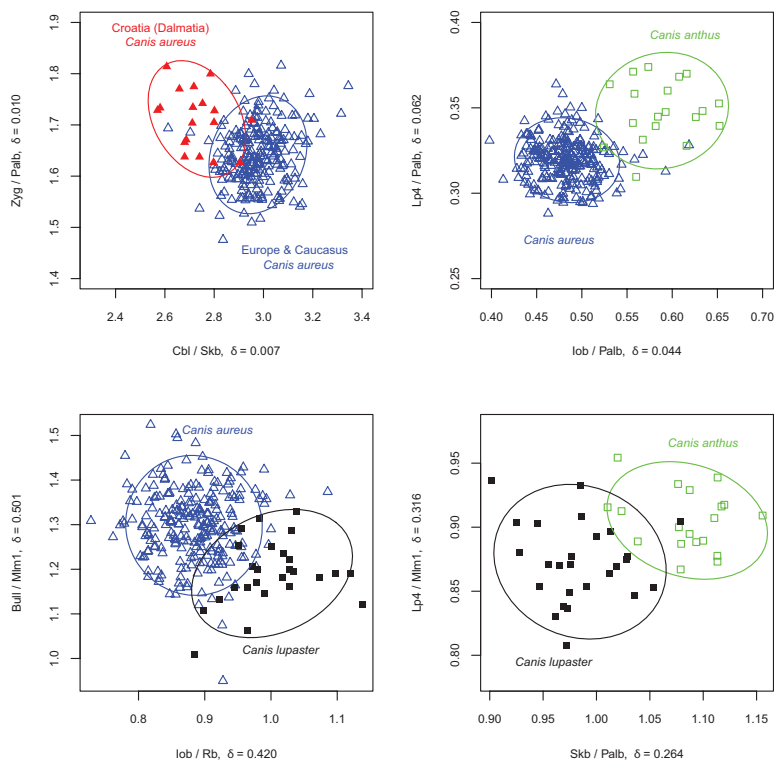 Croatia (Dalmatia)
Canis aureus
Europe & Caucasus
Canis aureus
1.4
1.5
1.6
1.7
1.8
1.9
Zyg / Palb, δ = 0.010
2.4 2.6 2.8 3.0 3.2 3.4
Cbl / Skb, δ = 0.007
Canis anthus
Canis aureus
0.25
0.30
0.35
0.40
Lp4 / Palb, δ = 0.062
0.40 0.45 0.50 0.55 0.60 0.65 0.70
Iob / Palb, δ = 0.044
Canis aureus
Canis lupaster
1.0
1.1
1.2
1.3
1.4
1.5
Bull / Mlm1, δ = 0.501
0.8 0.9 1.0 1.1
Iob / Rb, δ = 0.420
Canis anthus
Canis lupaster
0.80
0.85
0.90
0.95
Lp4 / Mlm1, δ = 0.316
0.90 0.95 1.00 1.05 1.10 1.15
Skb / Palb, δ = 0.264